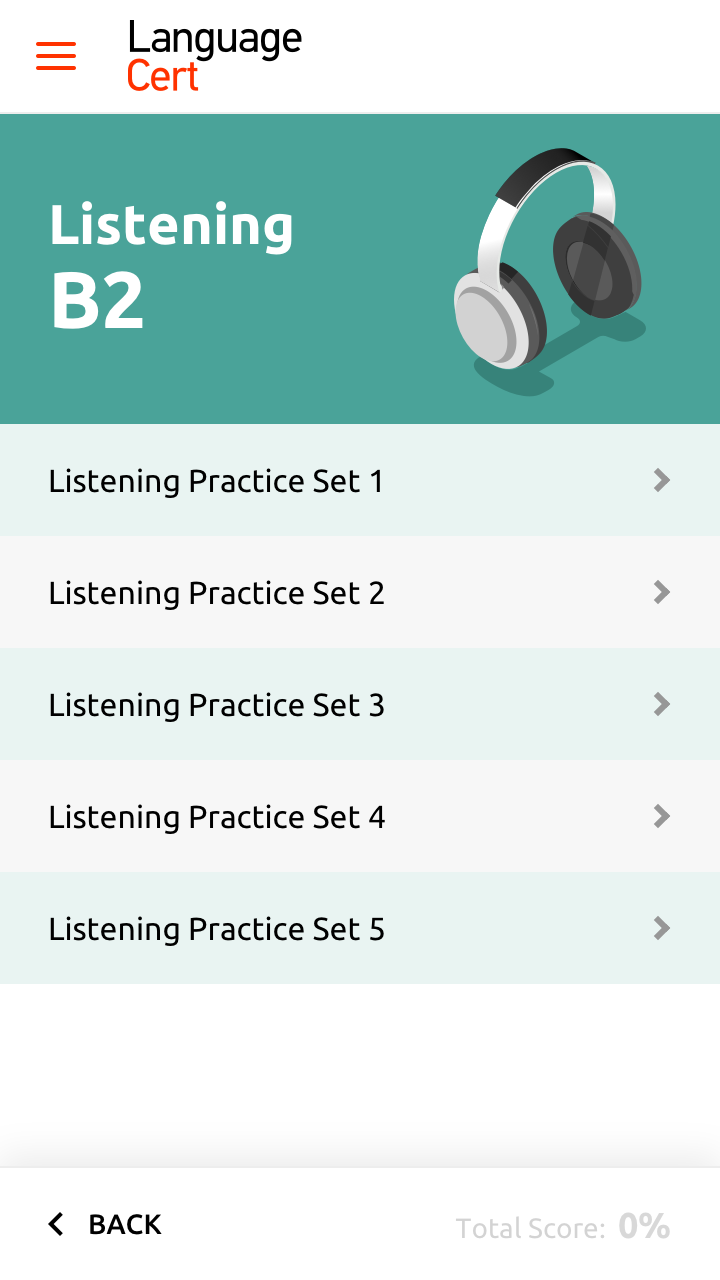 Language
Cert
Listening
B2
Listening Practice Set 1
Listening Practice Set 2
Listening Practice Set 3
Listening Practice Set 4
Listening Practice Set 5
BACK
Total Score: 0%